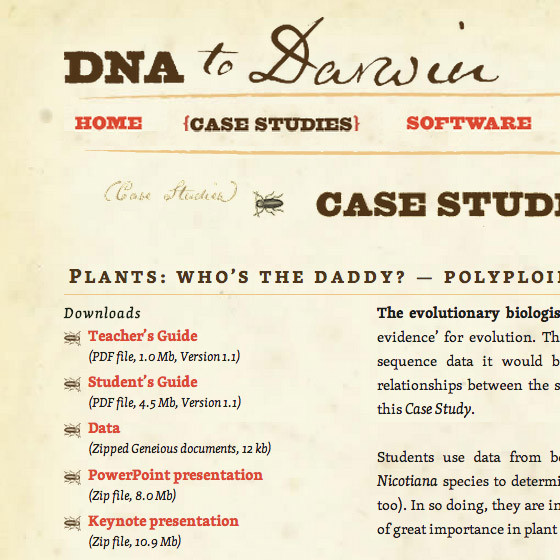 DNA to Darwin
HOME {CASE STUDIES} SOFTWARE
(Case Studies) CASE STUDI
PLANTS: WHO'S THE DADDY? — POLYPLOI
Downloads
Teacher's Guide
(PDF file, 1.0 Mb, Version 1.1)
Student's Guide
(PDF file, 4.5 Mb, Version 1.1)
Data
(Zipped Geneious documents, 12 kb)
PowerPoint presentation
(Zip file, 8.0 Mb)
Keynote presentation
(Zip file, 10.9 Mb)
The evolutionary biologis
evidence' for evolution. Th
sequence data it would b
relationships between the s
this Case Study.
Students use data from b
Nicotiana species to determi
too). In so doing, they are in
of great importance in plant